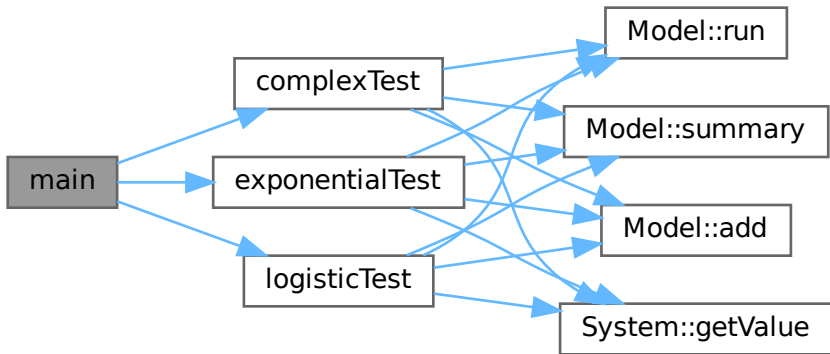 main
complexTest
exponentialTest
logisticTest
Model::run
Model::summary
Model::add
System::getValue